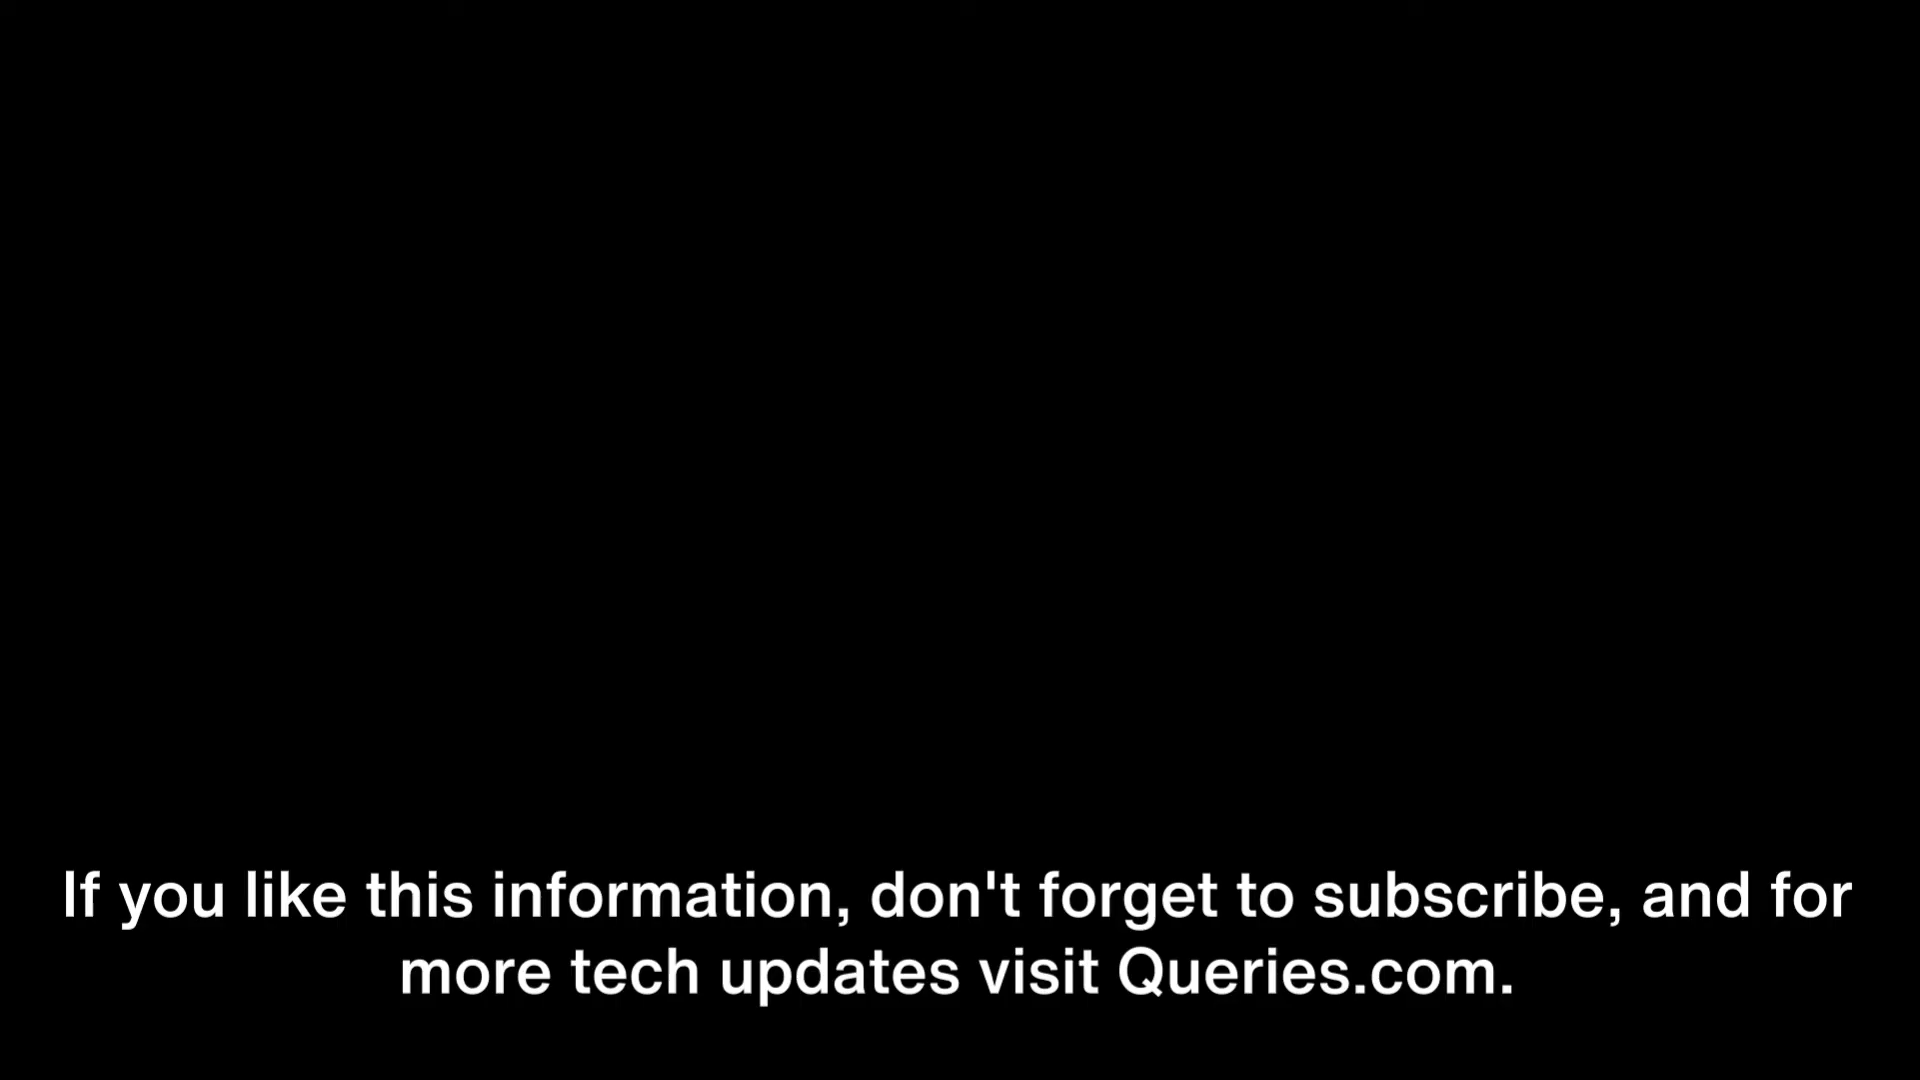 If you like this information, don't forget to subscribe, and for
more tech updates visit Queries.com.